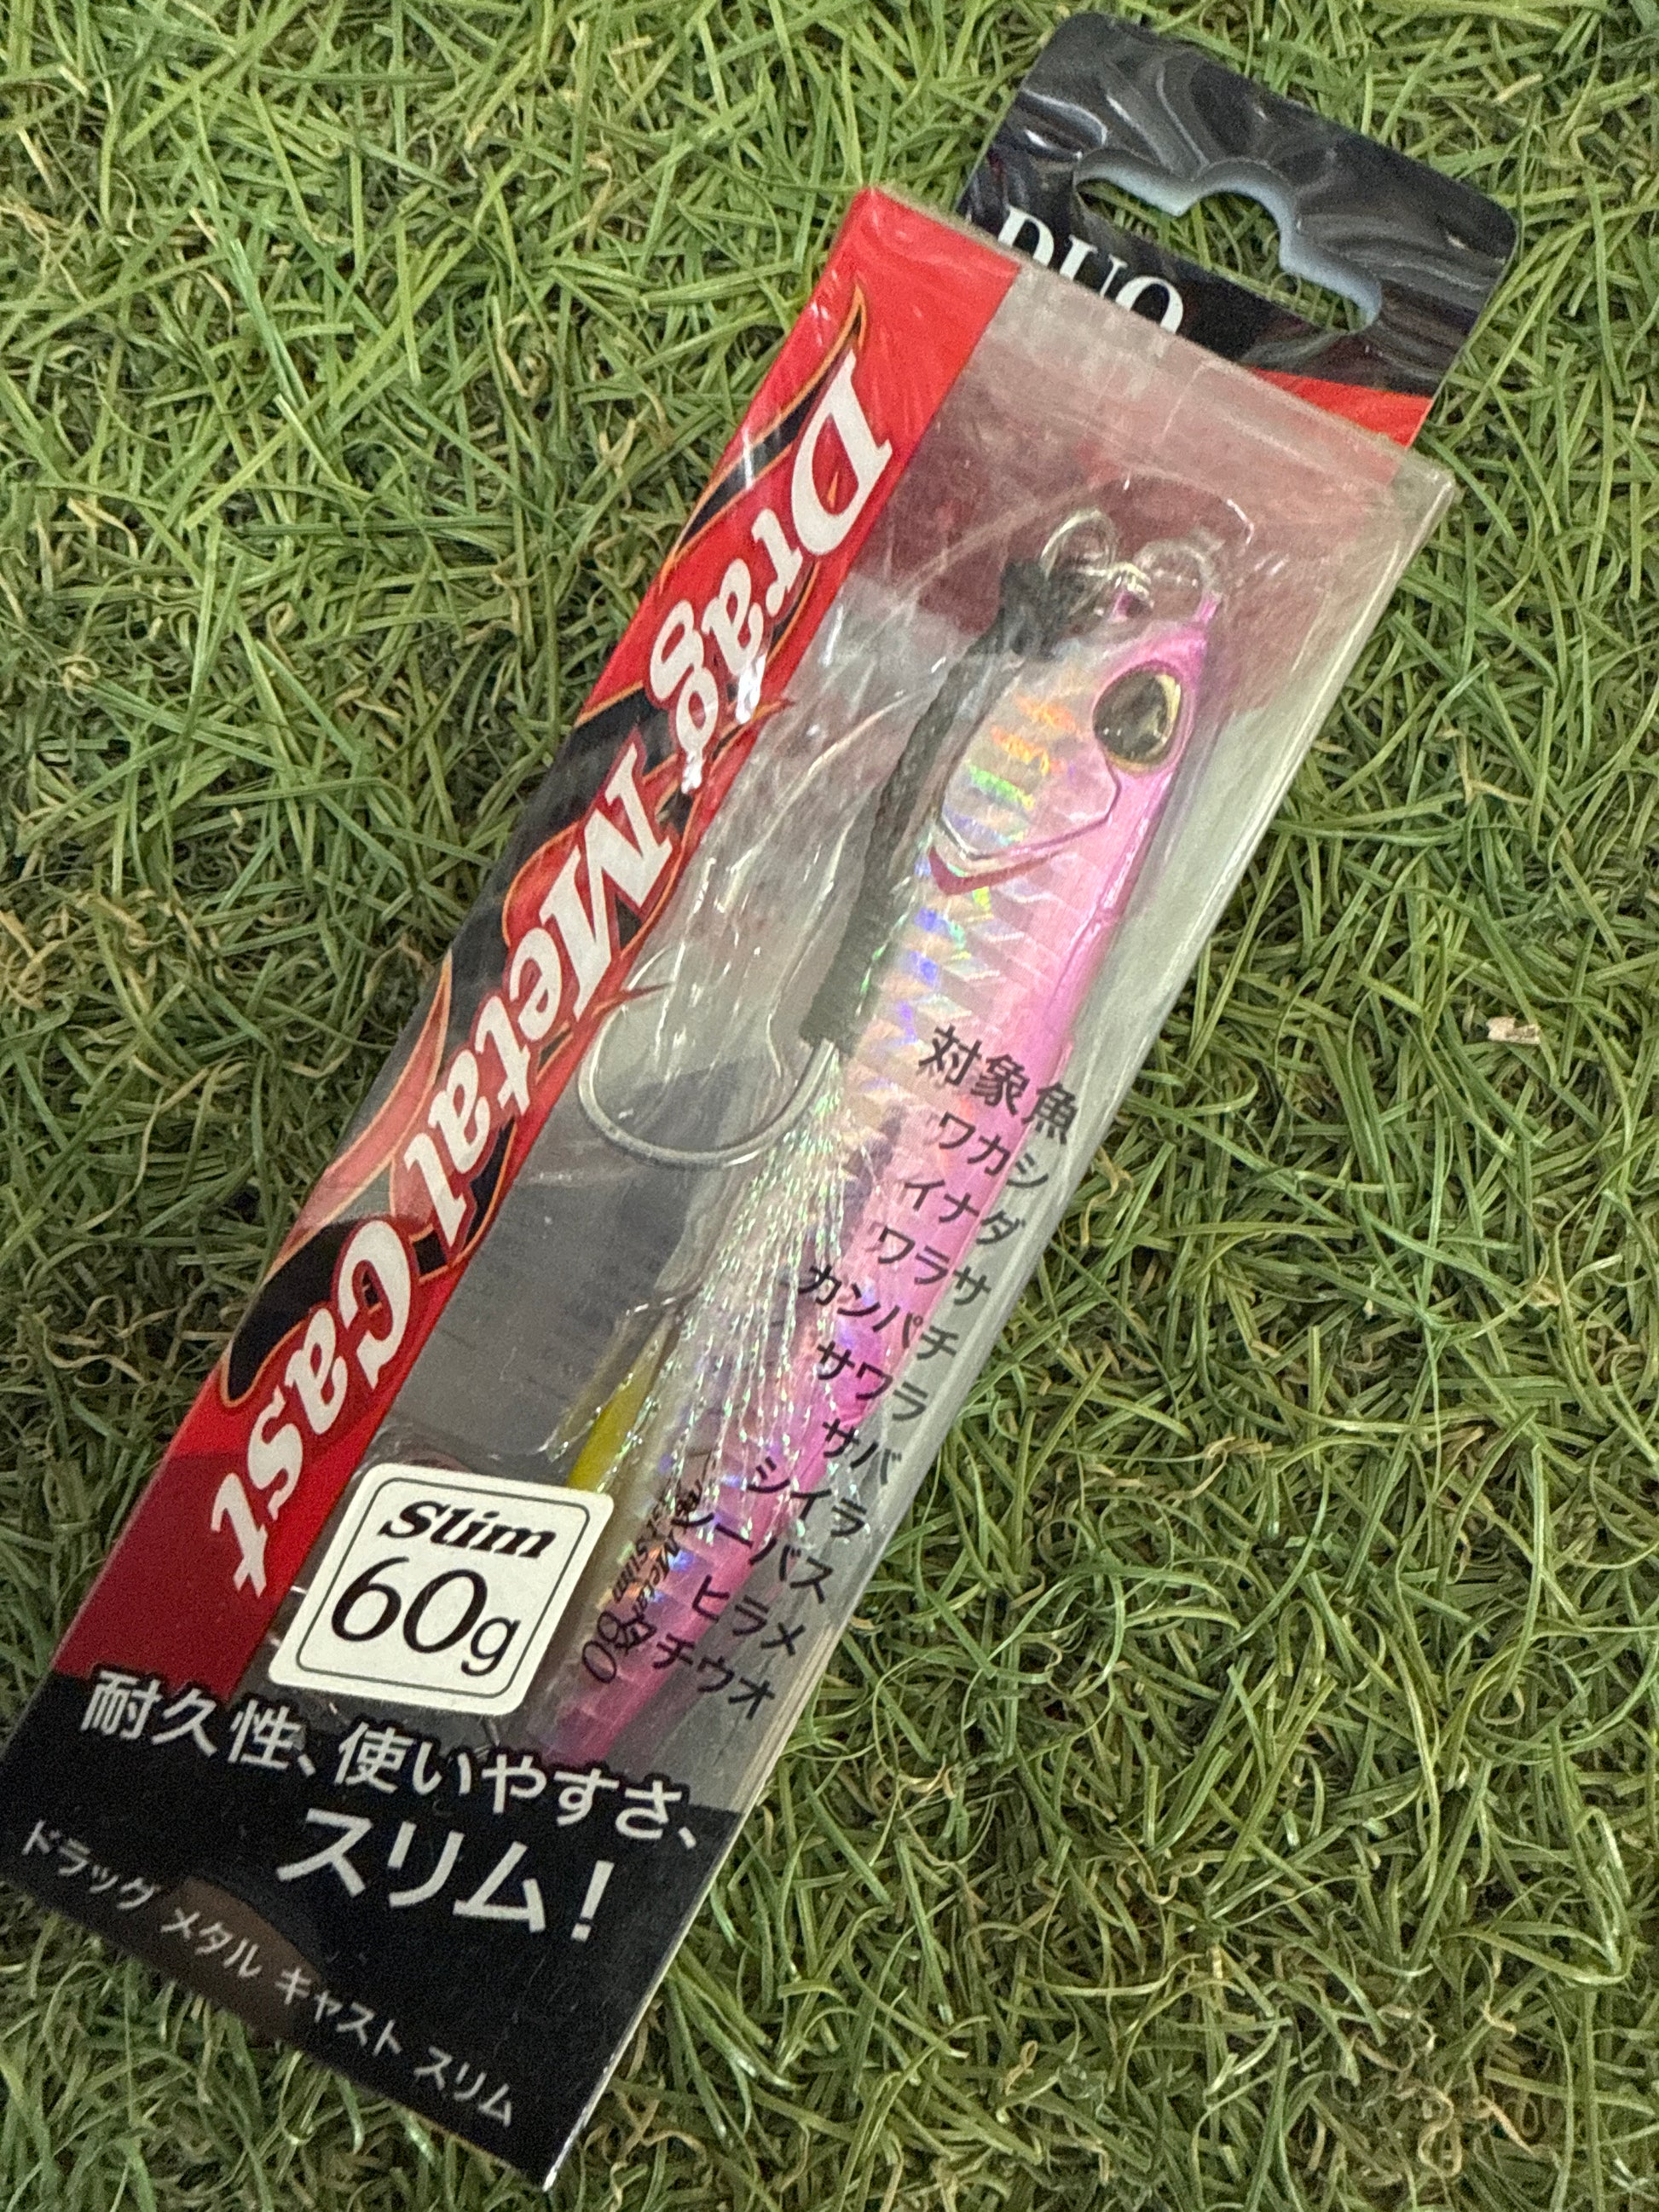 DUO
Drag Metal Cast
対象魚
ワカシ
イナダ
ワラサ
カンパチ
サワラ
サバ
シイラ
シーバス
ヒラメ
タチウオ
Slim
60g
耐久性、使いやすさ、
スリム!
ドラッグ メタル キャスト スリム